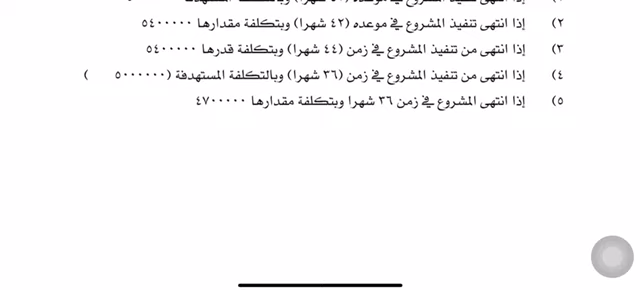 ٢) إذا انتهى تنفيذ المشروع في موعده (٤٢ شهرا) وبتكلفة مقدارها ٥٤٠٠٠٠٠
٣) إذا انتهى من تنفيذ المشروع في زمن (٤٤ شهرا) وبتكلفة قدرها ٥٤٠٠٠٠٠
٤) إذا انتهى من تنفيذ المشروع في زمن (٣٦ شهرا) وبالتكلفة المستهدفة (٥٠٠٠٠٠٠ )
٥) إذا انتهى المشروع في زمن ٣٦ شهرا وبتكلفة مقدارها ٤٧٠٠٠٠٠